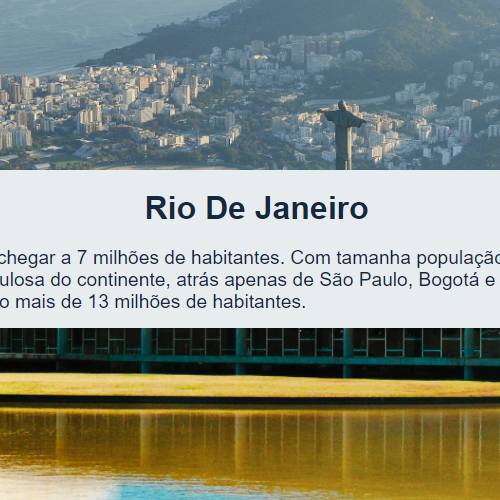 Rio De Janeiro
chegar a 7 milhões de habitantes. Com tamanha população
ulosa do continente, atrás apenas de São Paulo, Bogotá e
o mais de 13 milhões de habitantes.